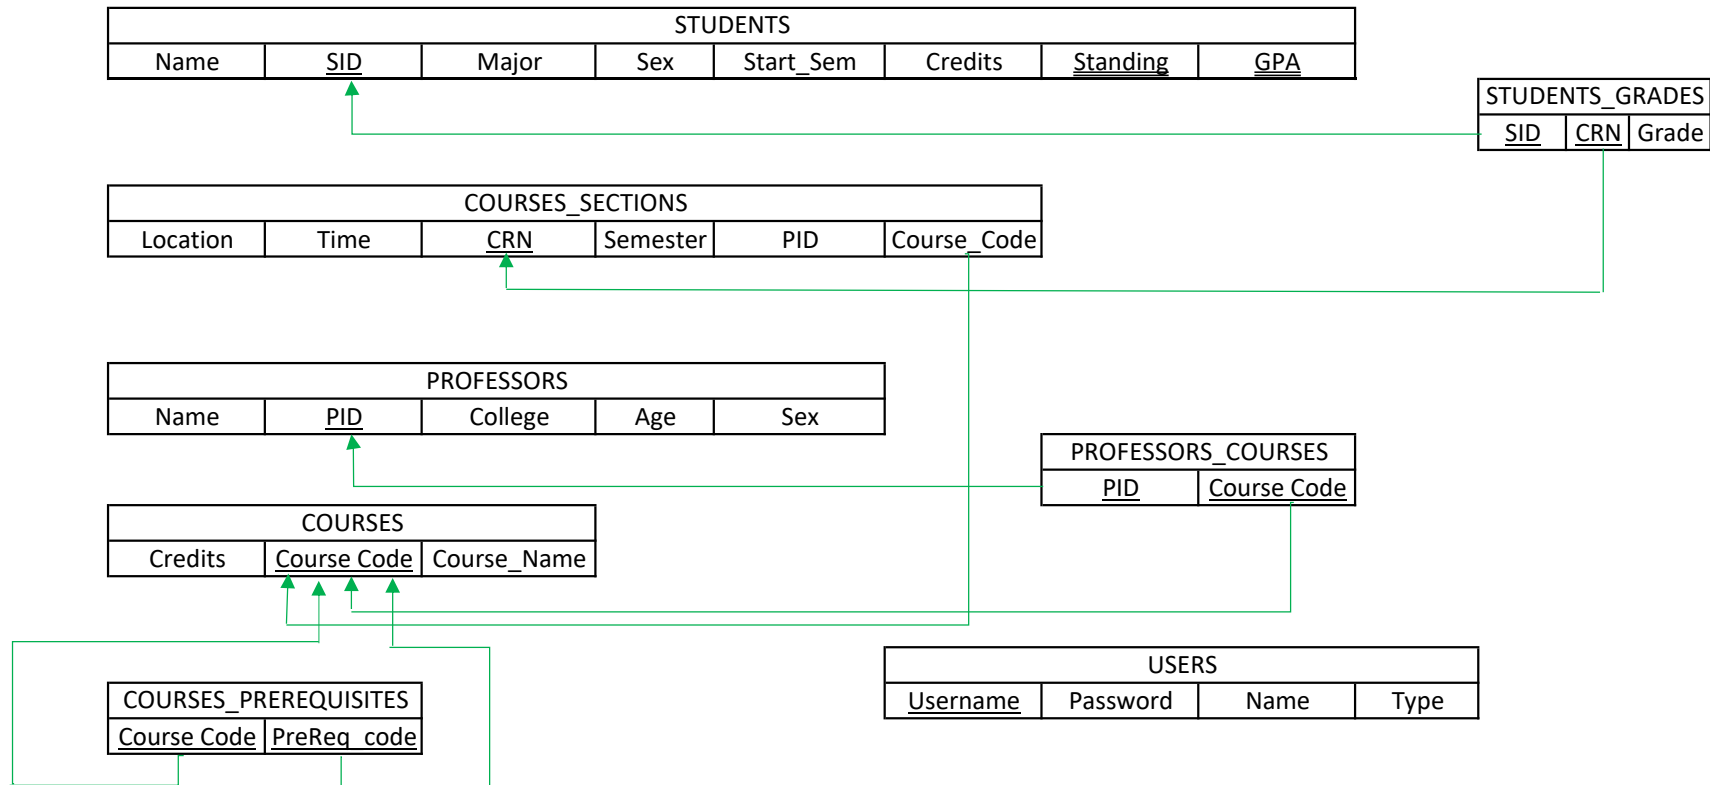 STUDENTS
Name SID Major Sex Start_Sem Credits Standing GPA
STUDENTS_GRADES
SID CRN Grade
COURSES_SECTIONS
Location Time CRN Semester PID Course_Code
PROFESSORS
Name PID College Age Sex
PROFESSORS_COURSES
PID Course Code
COURSES
Credits Course Code Course_Name
USERS
Username Password Name Type
COURSES_PREREQUISITES
Course Code PreReq_code